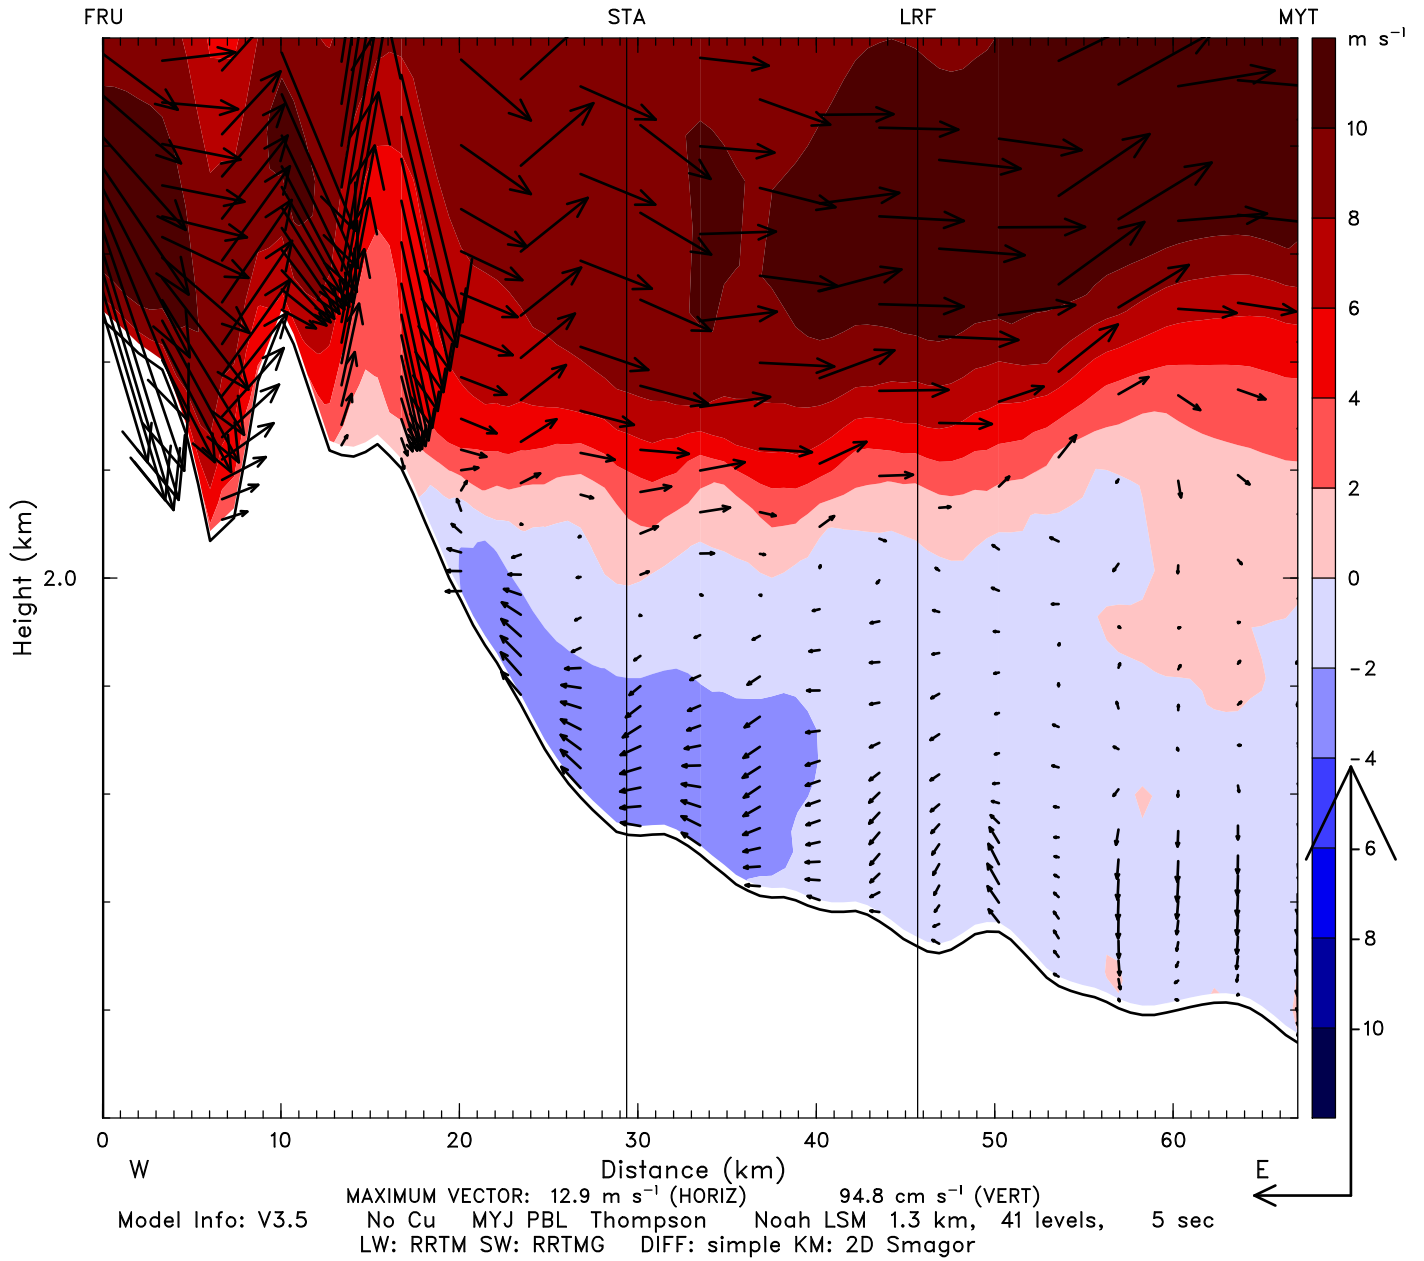 FRU STA LRF MYT
m s⁻¹
10
8
6
4
2
0
−2
−4
6
8
10
Height (km)
2.0
0 10 20 30 40 50 60
W Distance (km) E
MAXIMUM VECTOR: 12.9 m s⁻¹ (HORIZ) 94.8 cm s⁻¹ (VERT)
Model Info: V3.5 No Cu MYJ PBL Thompson Noah LSM 1.3 km, 41 levels, 5 sec
LW: RRTM SW: RRTMG DIFF: simple KM: 2D Smagor